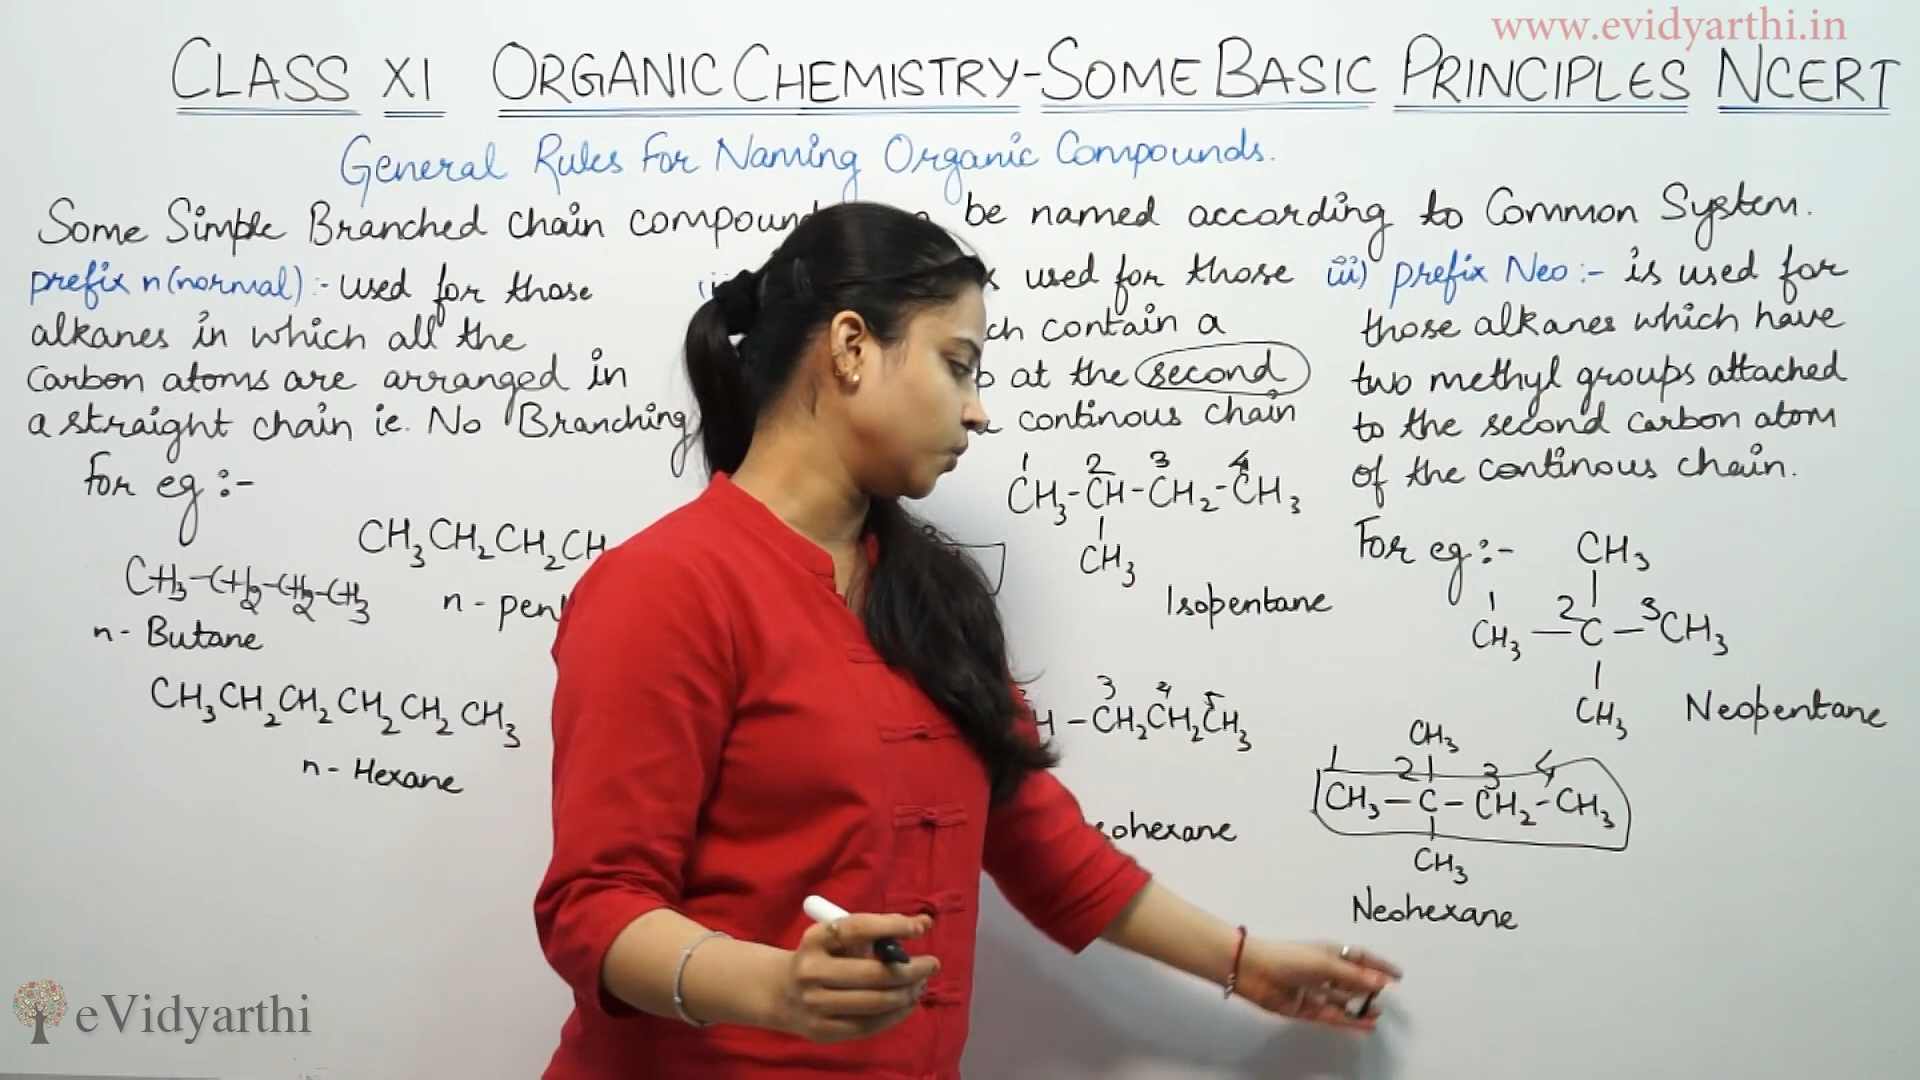 www.evidyarthi.in
CLASS XI ORGANIC CHEMISTRY-SOME BASIC PRINCIPLES NCERT
General Rules For Naming Organic Compounds.
Some Simple Branched chain compoun be named according to Common System.
prefix n(normal):- used for those
alkanes in which all the
carbon atoms are arranged in
a straight chain ie. No Branching
For eg :-
CH3-CH2-CH2-CH3
n- Butane
CH3CH2CH2CH
n- pen
CH3CH2CH2CH2CH2CH3
n- Hexane
used for those
ch contain a
at the second
continous chain
1 2 3 4
CH3-CH-CH2-CH3
CH3
Isopentane
3 4 5
H-CH2CH2CH3
ohexane
iii) prefix Neo:- is used for
those alkanes which have
two methyl groups attached
to the second carbon atom
of the continous chain.
For eg:-
CH3
1 2 3
CH3-C-CH3
CH3
Neopentane
CH3
1 2 3 4
CH3-C-CH2-CH3
CH3
Neohexane
eVidyarthi